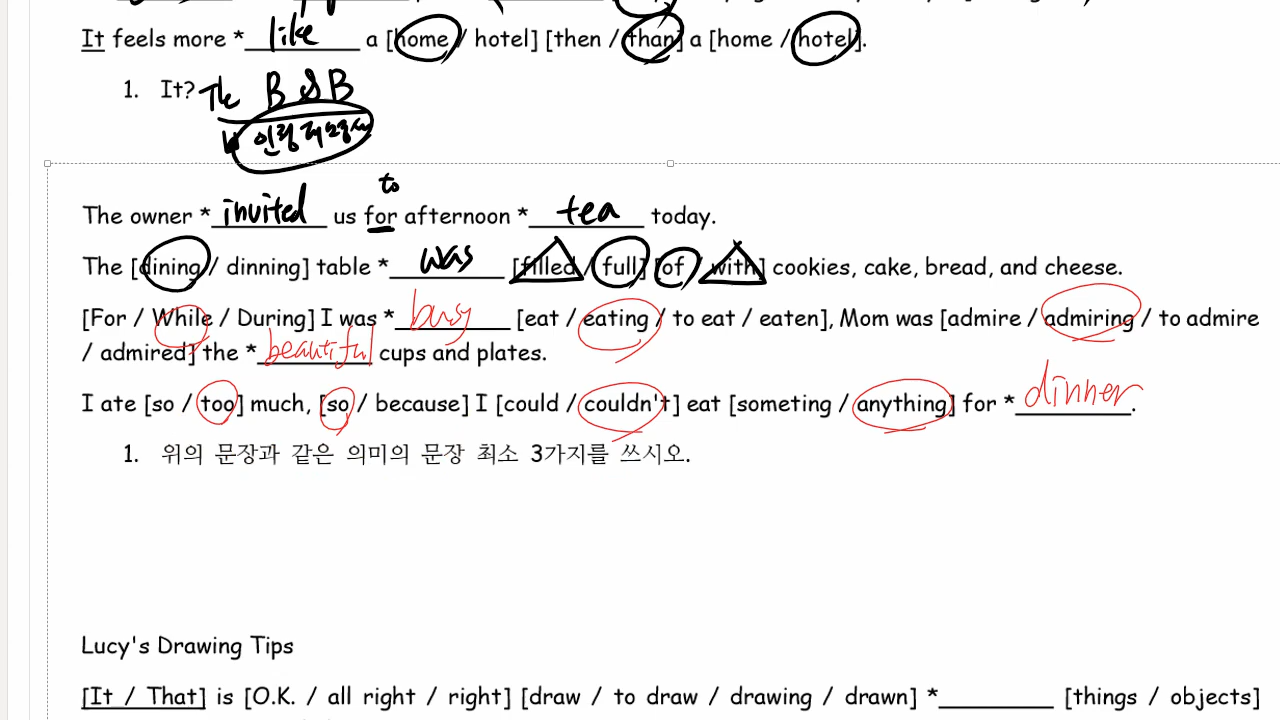 It feels more * like a [home / hotel] [then / than] a [home / hotel].
1. It? The B&B
to
The owner * invited us for afternoon * tea today.
The [dining / dinning] table * was [filled / full] [of / with] cookies, cake, bread, and cheese.
[For / While / During] I was * busy [eat / eating / to eat / eaten], Mom was [admire / admiring / to admire
/ admired] the * beautiful cups and plates.
I ate [so / too] much, [so / because] I [could / couldn't] eat [someting / anything] for * dinner.
1. 위의 문장과 같은 의미의 문장 최소 3가지를 쓰시오.
Lucy's Drawing Tips
[It / That] is [O.K. / all right / right] [draw / to draw / drawing / drawn] *__________ [things / objects]